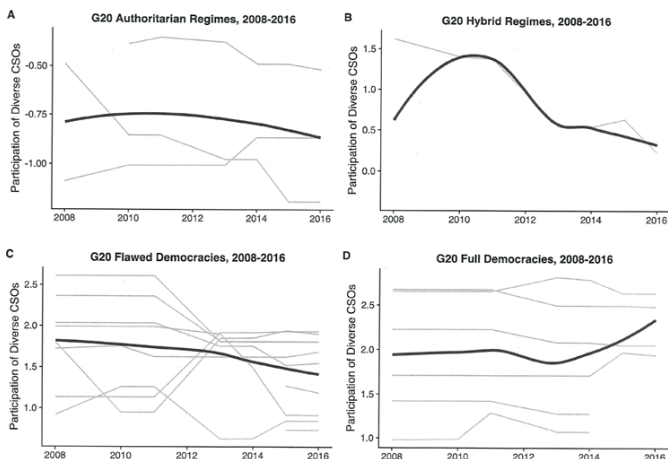 A
G20 Authoritarian Regimes, 2008-2016
Participation of Diverse CSOs
-0.50
-0.75
-1.00
2008 2010 2012 2014 2016
B
G20 Hybrid Regimes, 2008-2016
Participation of Diverse CSOs
1.5
1.0
0.5
0.0
2008 2010 2012 2014 2016
C
G20 Flawed Democracies, 2008-2016
Participation of Diverse CSOs
2.5
2.0
1.5
1.0
2008 2010 2012 2014 2016
D
G20 Full Democracies, 2008-2016
Participation of Diverse CSOs
2.5
2.0
1.5
1.0
2008 2010 2012 2014 2016